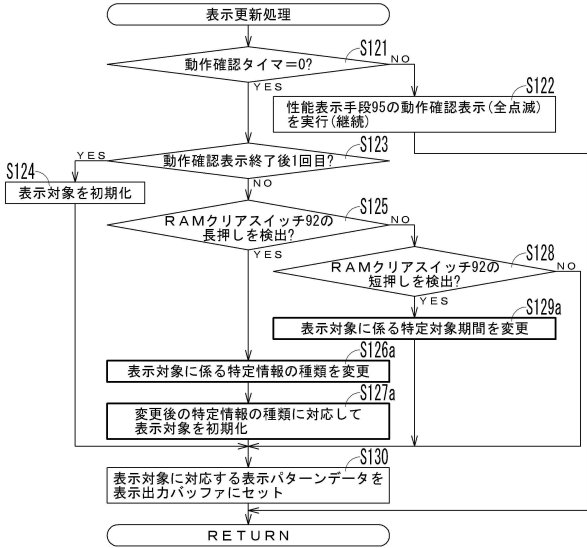 表示更新処理
S121
動作確認タイマ=0?
NO
YES
S122
性能表示手段95の動作確認表示(全点滅)
を実行(継続)
S123
動作確認表示終了後1回目?
YES
NO
S124
表示対象を初期化
S125
RAMクリアスイッチ92の
長押しを検出?
NO
YES
S128
RAMクリアスイッチ92の
短押しを検出?
NO
YES
S129a
表示対象に係る特定対象期間を変更
S126a
表示対象に係る特定情報の種類を変更
S127a
変更後の特定情報の種類に対応して
表示対象を初期化
S130
表示対象に対応する表示パターンデータを
表示出力バッファにセット
RETURN